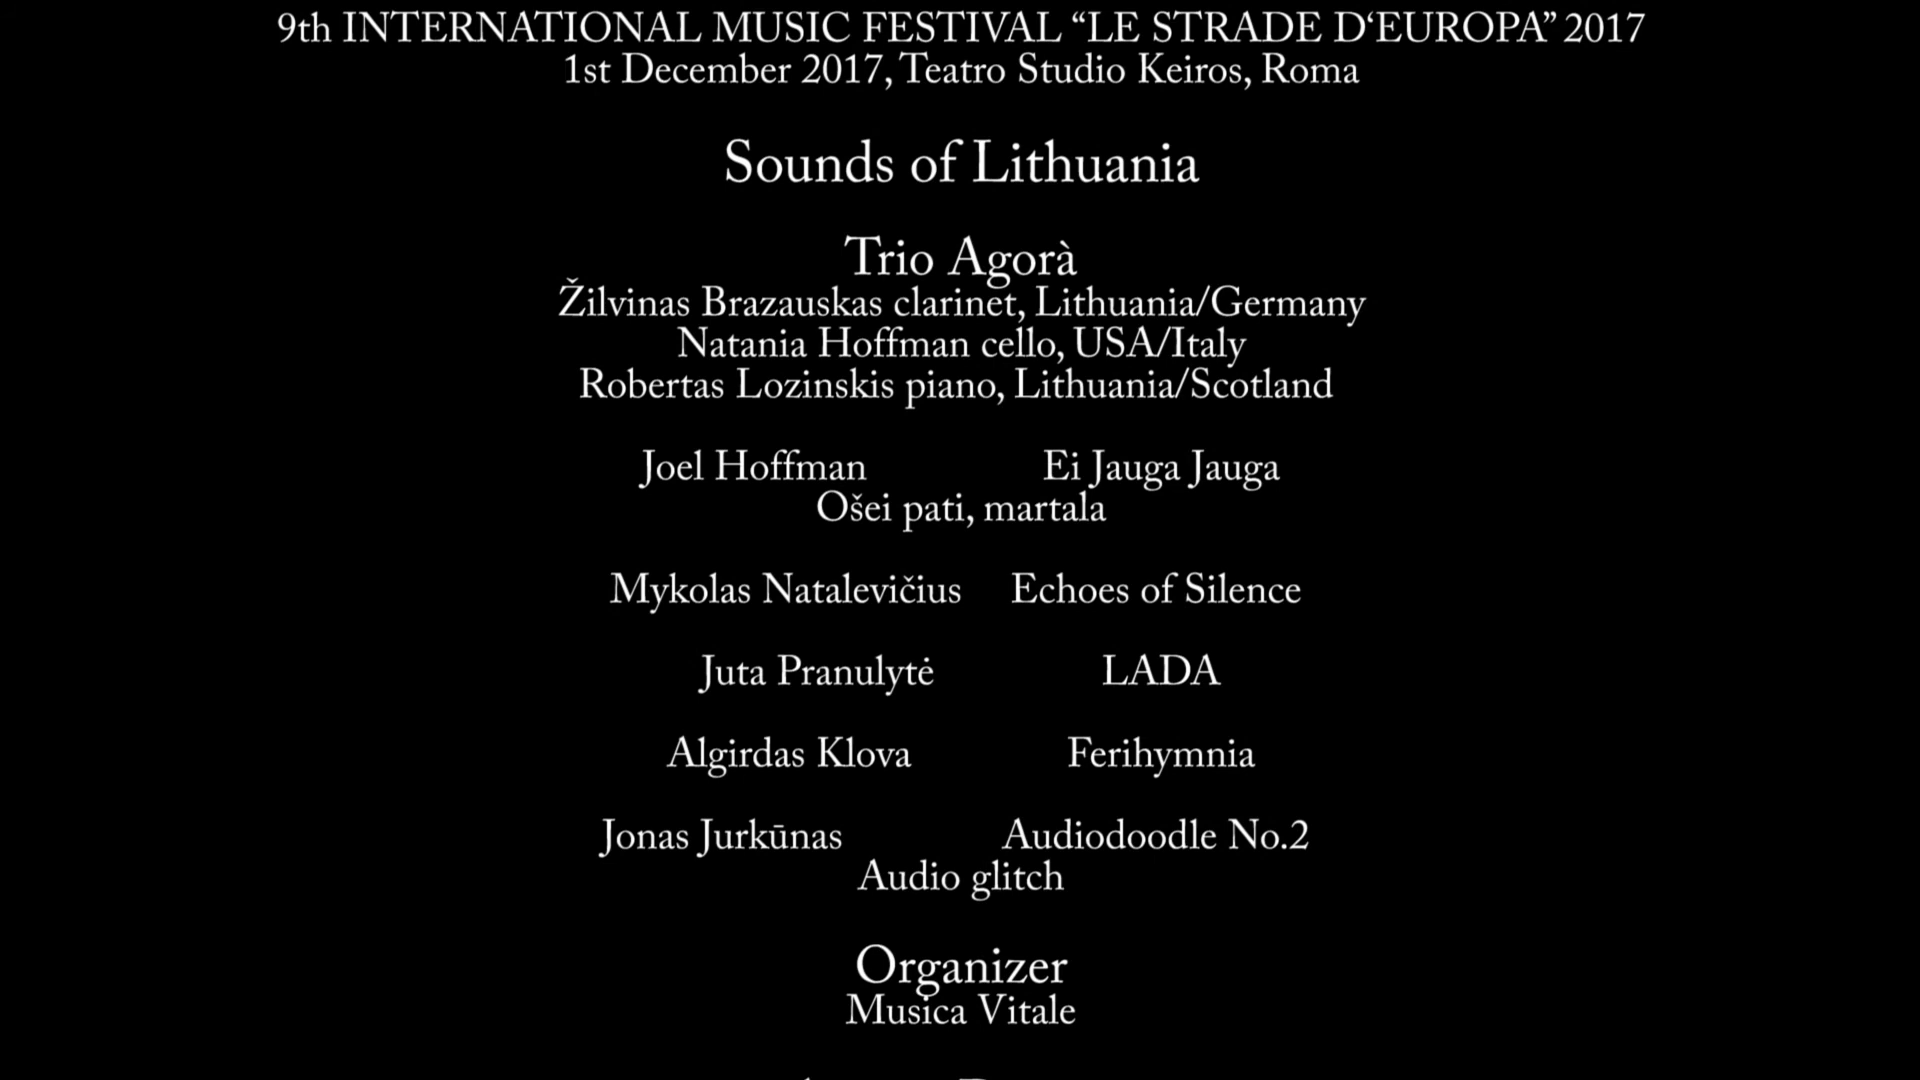 9th INTERNATIONAL MUSIC FESTIVAL “LE STRADE D‘EUROPA” 2017
1st December 2017, Teatro Studio Keiros, Roma
Sounds of Lithuania
Trio Agorà
Žilvinas Brazauskas clarinet, Lithuania/Germany
Natania Hoffman cello, USA/Italy
Robertas Lozinskis piano, Lithuania/Scotland
Joel Hoffman Ei Jauga Jauga
Ošei pati, martala
Mykolas Natalevičius Echoes of Silence
Juta Pranulytė LADA
Algirdas Klova Ferihymnia
Jonas Jurkūnas Audiodoodle No.2
Audio glitch
Organizer
Musica Vitale